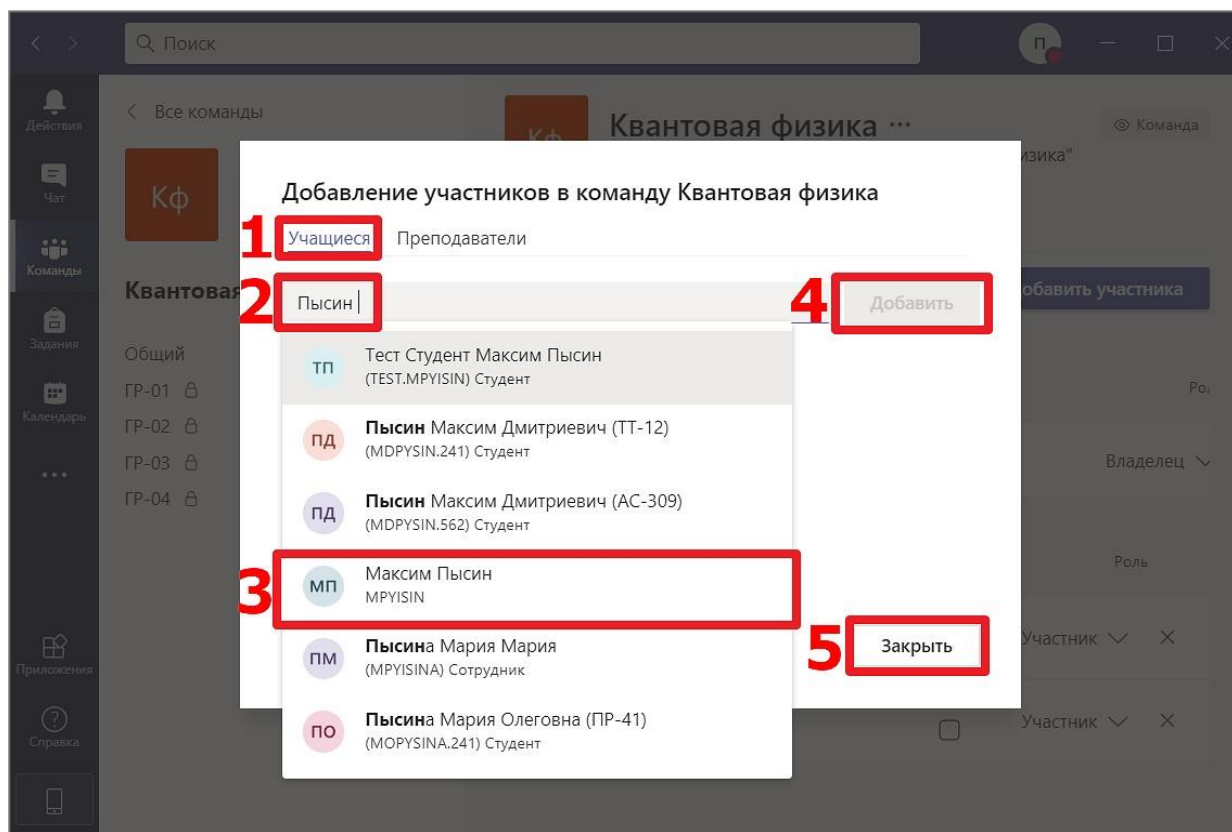 Поиск
П
Действия
Чат
Команды
Задания
Календарь
Приложения
Справка
Все команды
Кф
Квантовая
Общий
ГР-01
ГР-02
ГР-03
ГР-04
Кф
Квантовая физика ...
Команда
изика"
обавить участника
Владелец
Роль
Участник
Участник
Добавление участников в команду Квантовая физика
1 Учащиеся Преподаватели
2 Пысин
4 Добавить
ТП Тест Студент Максим Пысин
(TEST.MPYISIN) Студент
ПД Пысин Максим Дмитриевич (ТТ-12)
(MDPYSIN.241) Студент
ПД Пысин Максим Дмитриевич (АС-309)
(MDPYSIN.562) Студент
3 МП Максим Пысин
MPYISIN
ПМ Пысина Мария Мария
(MPYISINA) Сотрудник
ПО Пысина Мария Олеговна (ПР-41)
(MOPYSINA.241) Студент
5 Закрыть